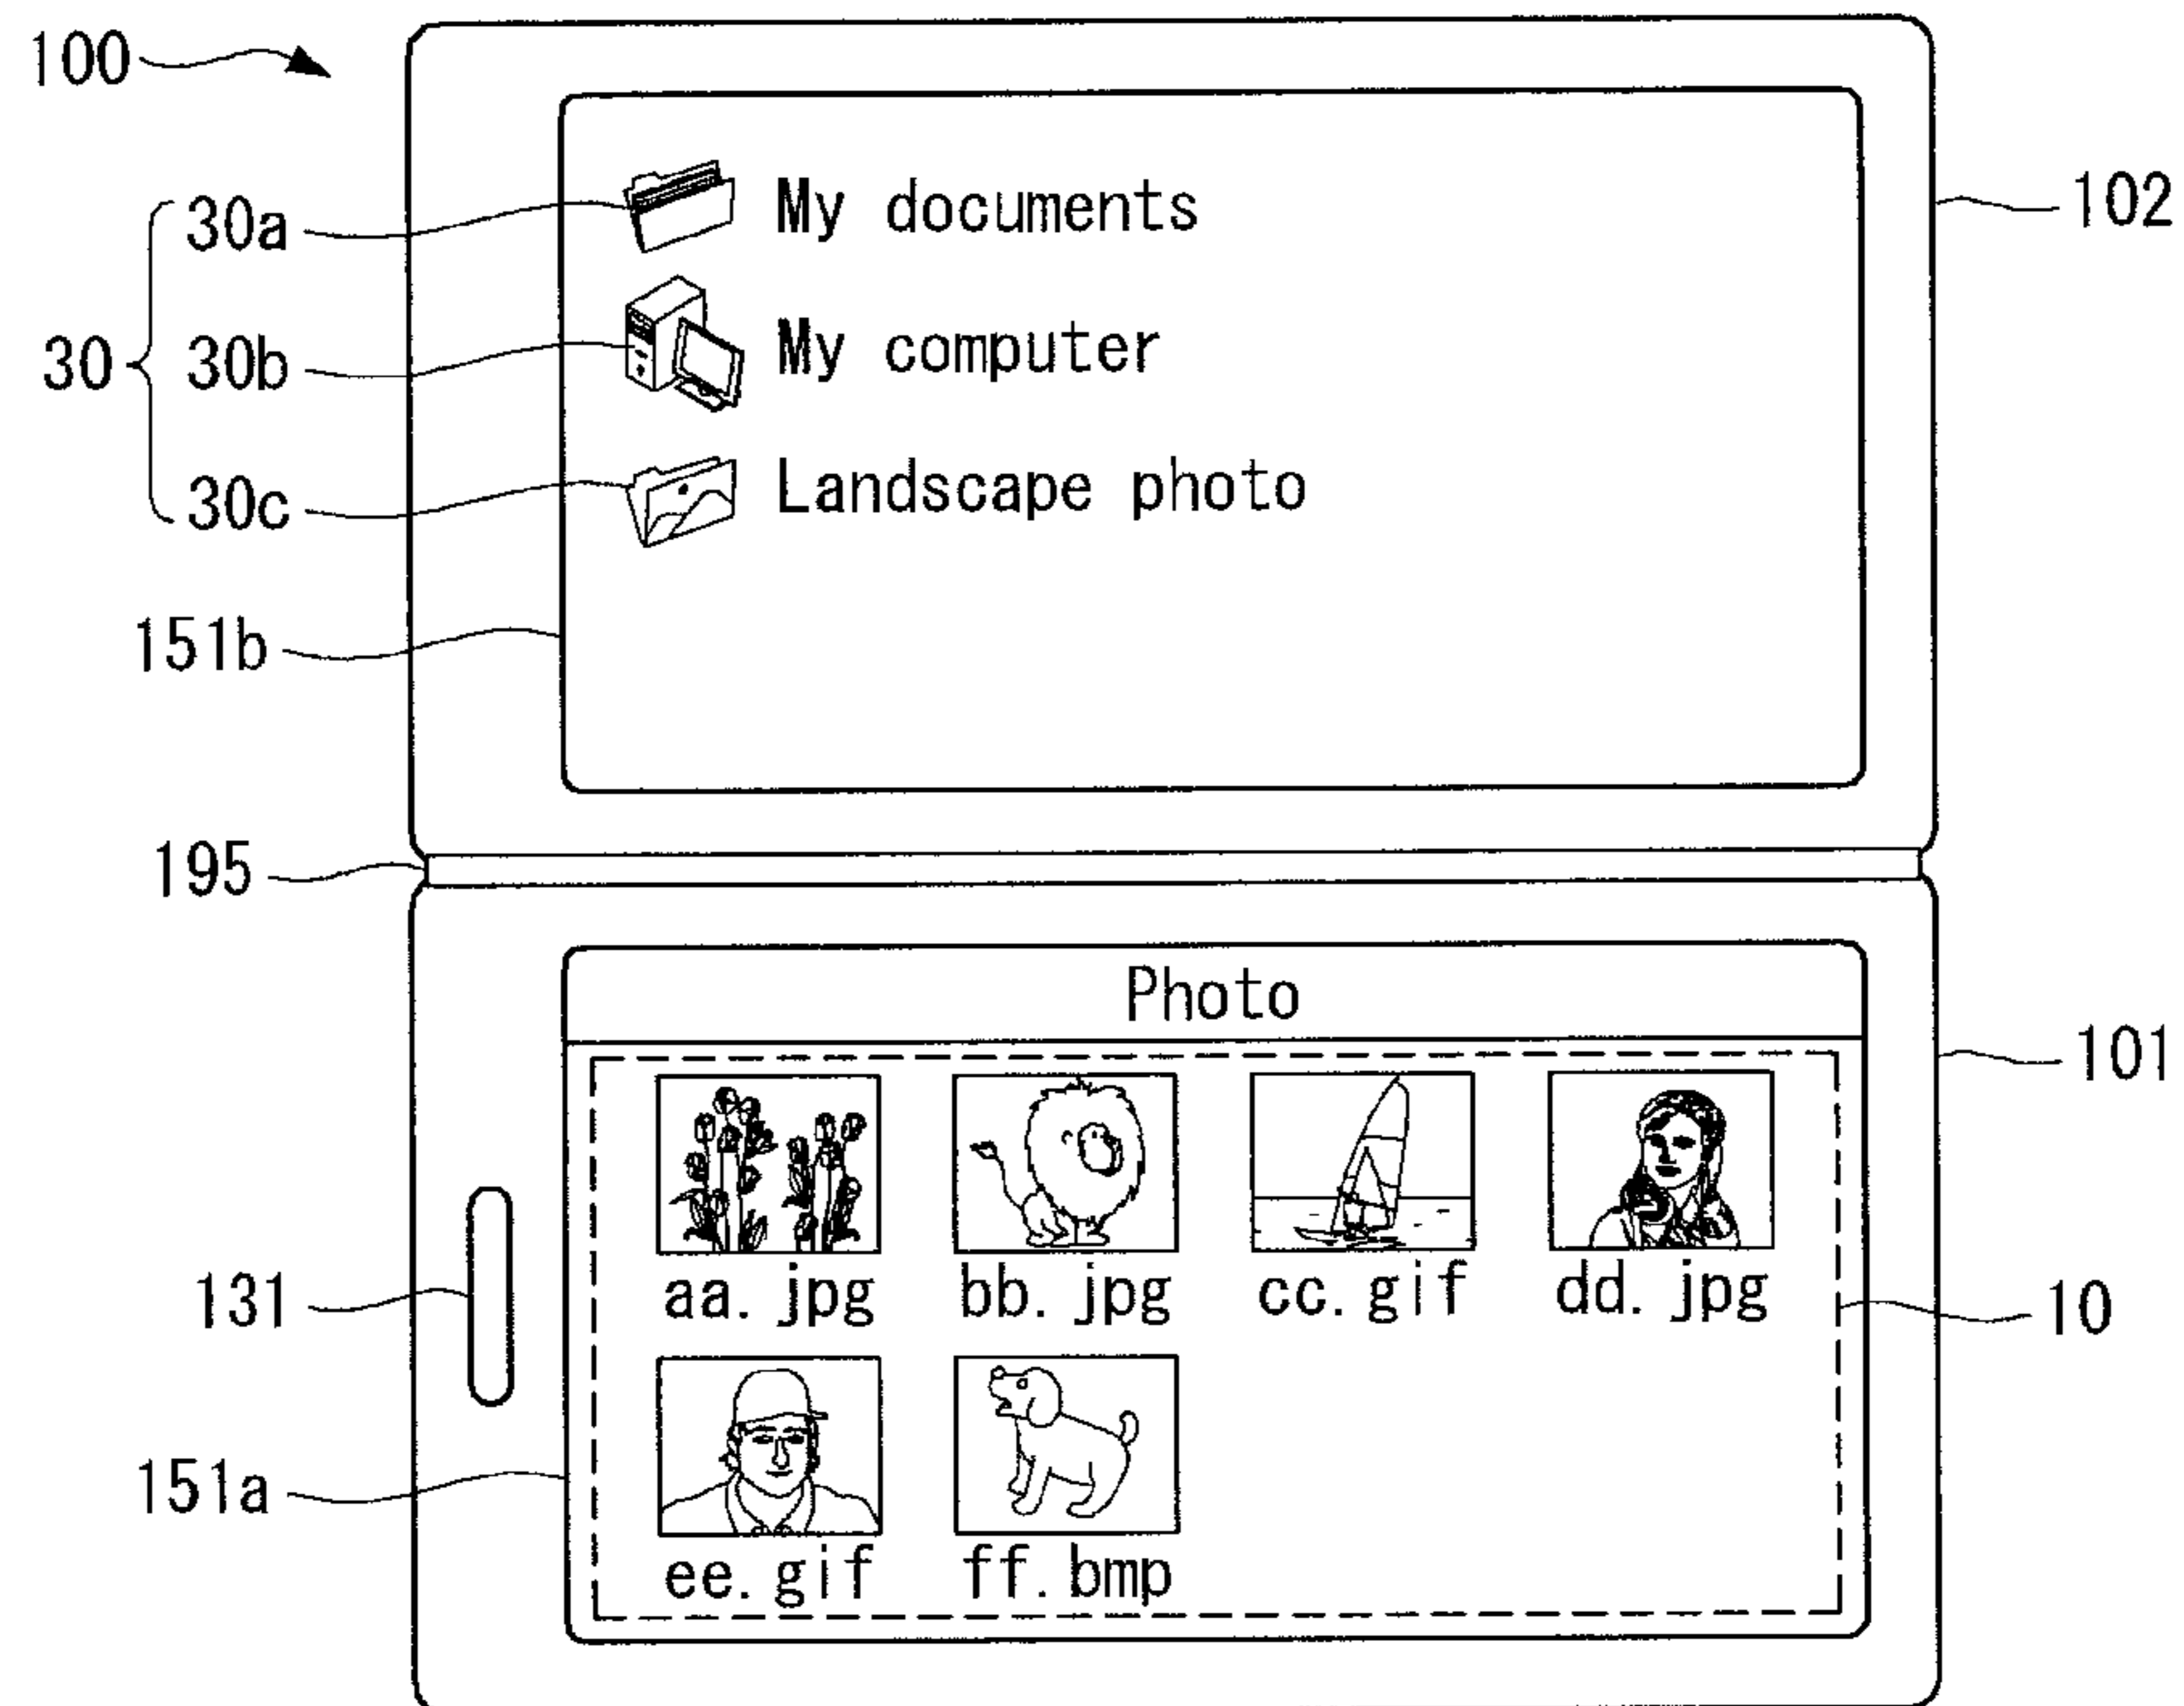 100
102
30a My documents
30 30b My computer
30c Landscape photo
151b
195
Photo
101
aa.jpg bb.jpg cc.gif dd.jpg
131
10
151a
ee.gif ff.bmp